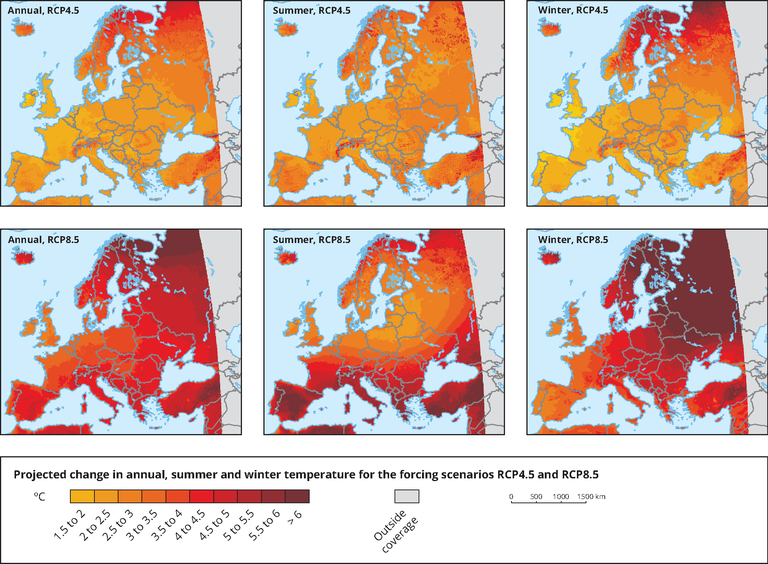 Annual, RCP4.5
Summer, RCP4.5
Winter, RCP4.5
Annual, RCP8.5
Summer, RCP8.5
Winter, RCP8.5
Projected change in annual, summer and winter temperature for the forcing scenarios RCP4.5 and RCP8.5
°C
1.5 to 2
2 to 2.5
2.5 to 3
3 to 3.5
3.5 to 4
4 to 4.5
4.5 to 5
5 to 5.5
5.5 to 6
> 6
Outside
coverage
0 500 1000 1500 km